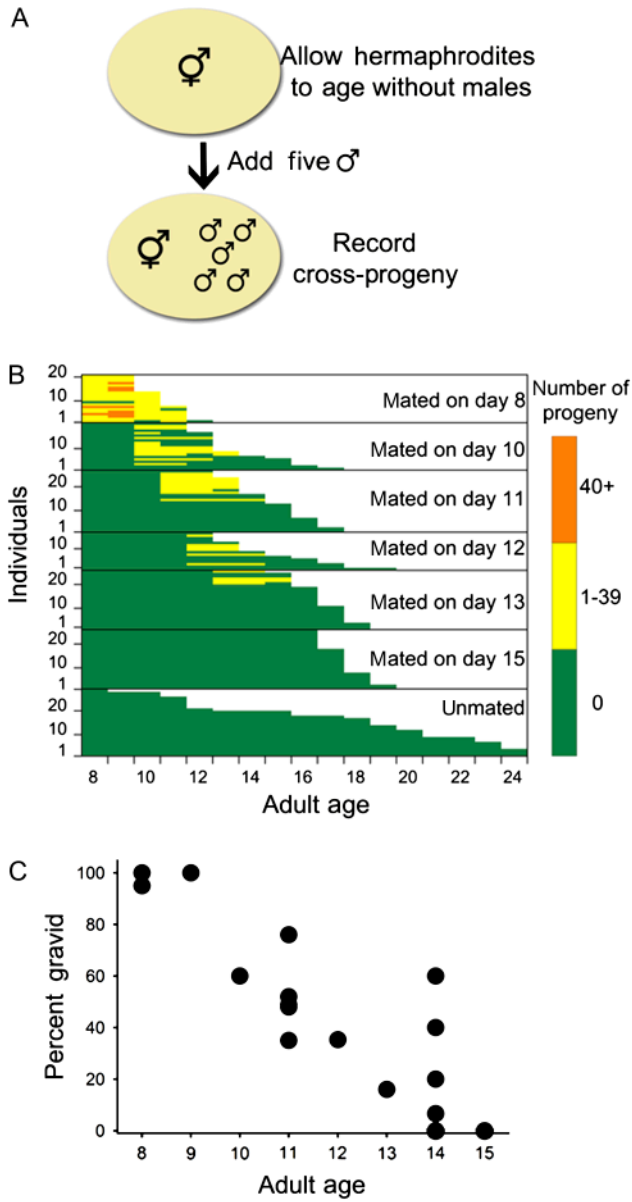 A
Allow hermaphrodites
to age without males
Add five ♂
Record
cross-progeny
B
Individuals
20
10
1
Mated on day 8
10
1
Mated on day 10
20
10
1
Mated on day 11
10
1
Mated on day 12
20
10
1
Mated on day 13
20
10
1
Mated on day 15
20
10
1
Unmated
8 10 12 14 16 18 20 22 24
Adult age
Number of
progeny
40+
1-39
0
C
Percent gravid
100
80
60
40
20
0
8 9 10 11 12 13 14 15
Adult age